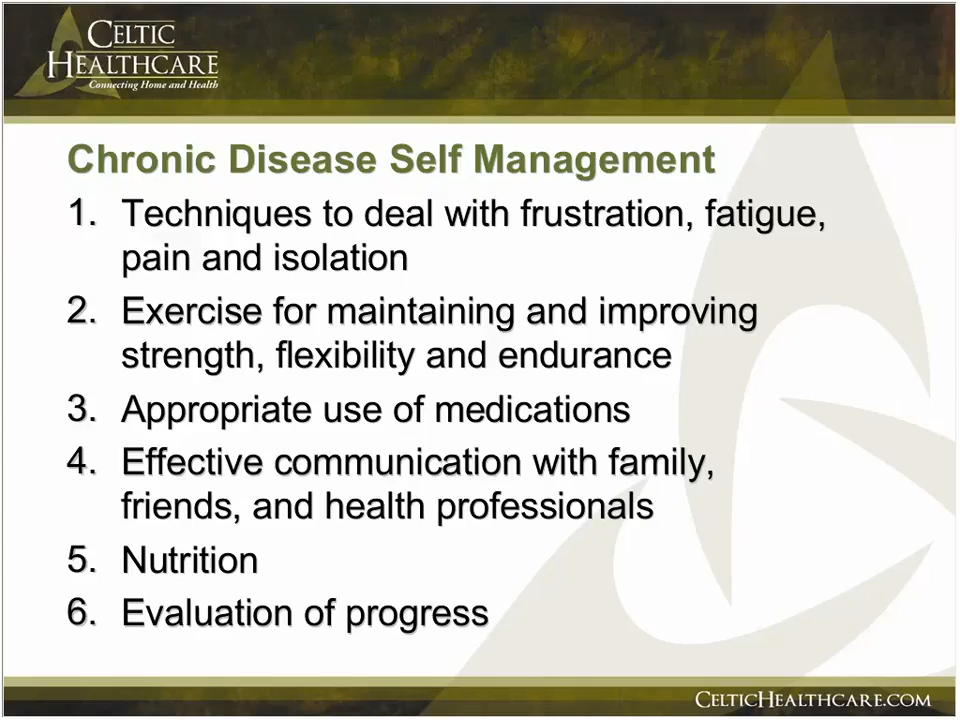 CELTIC
HEALTHCARE
Connecting Home and Health
Chronic Disease Self Management
1. Techniques to deal with frustration, fatigue,
pain and isolation
2. Exercise for maintaining and improving
strength, flexibility and endurance
3. Appropriate use of medications
4. Effective communication with family,
friends, and health professionals
5. Nutrition
6. Evaluation of progress
CELTICHEALTHCARE.COM